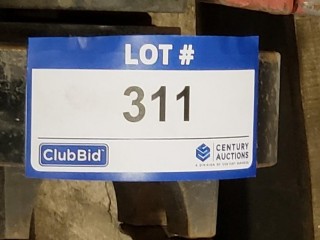 LOT #
311
ClubBid
CENTURY
AUCTIONS